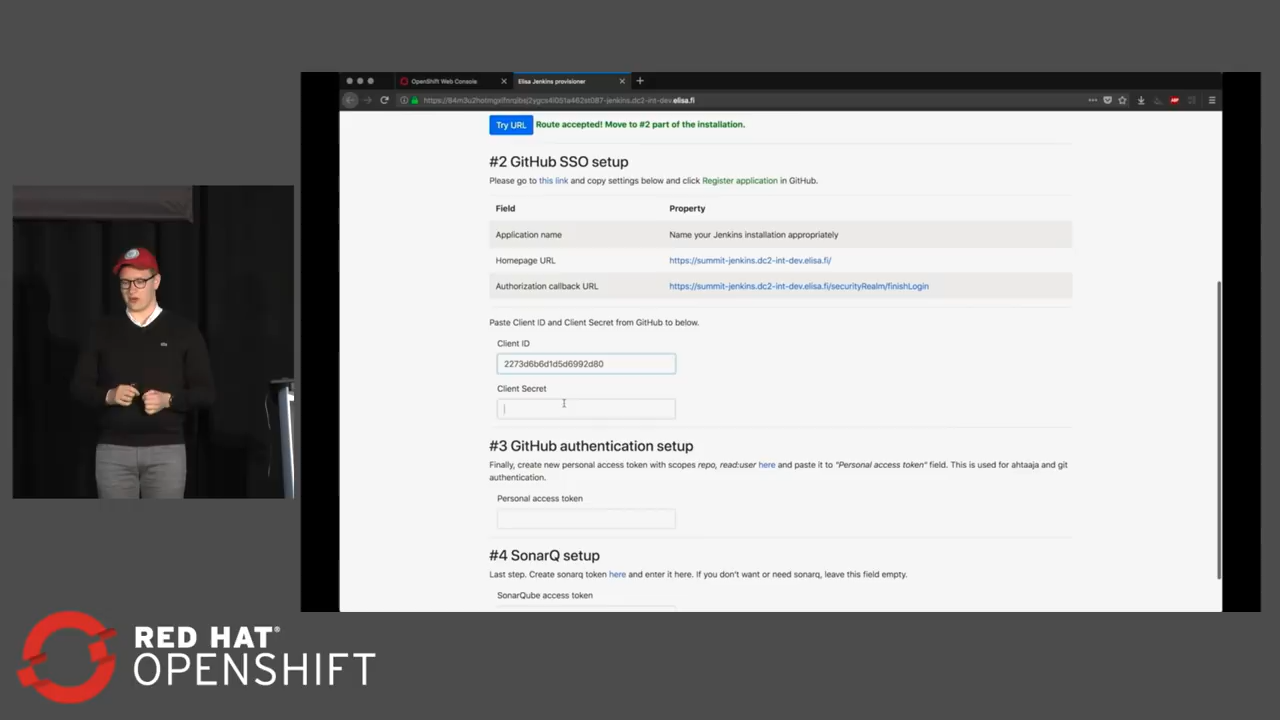 OpenShift Web Console
Elisa Jenkins provisioner
Try URL Route accepted! Move to #2 part of the installation.
#2 GitHub SSO setup
Please go to this link and copy settings below and click Register application in GitHub.
Field Property
Application name Name your Jenkins installation appropriately
Homepage URL https://summit-jenkins.dc2-int-dev.elisa.fi/
Authorization callback URL https://summit-jenkins.dc2-int-dev.elisa.fi/securityRealm/finishLogin
Paste Client ID and Client Secret from GitHub to below.
Client ID
2273d6b6d1d5d6992d80
Client Secret
#3 GitHub authentication setup
Finally, create new personal access token with scopes repo, read:user here and paste it to "Personal access token" field. This is used for ahtaaja and git
authentication.
Personal access token
#4 SonarQ setup
Last step. Create sonarq token here and enter it here. If you don't want or need sonarq, leave this field empty.
SonarQube access token
RED HAT®
OPENSHIFT